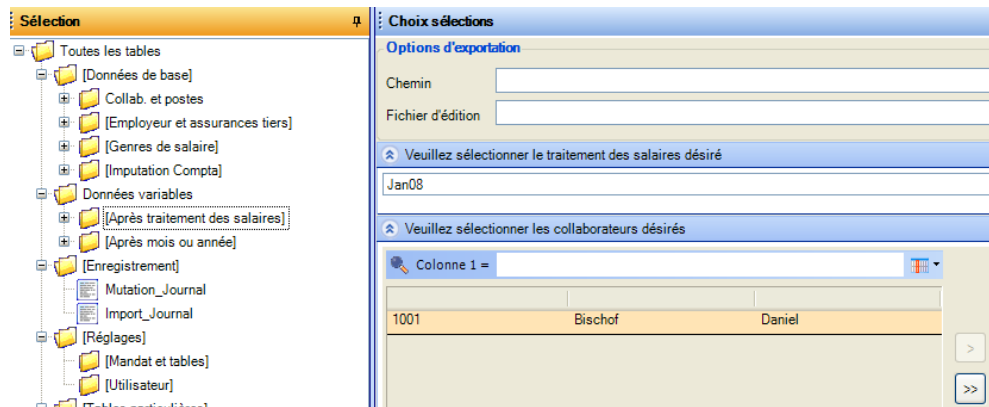 Sélection
Toutes les tables
[Données de base]
Collab. et postes
[Employeur et assurances tiers]
[Genres de salaire]
[Imputation Compta]
Données variables
[Après traitement des salaires]
[Après mois ou année]
[Enregistrement]
Mutation_Journal
Import_Journal
[Réglages]
[Mandat et tables]
[Utilisateur]
[Tables particulières]
Choix sélections
Options d'exportation
Chemin
Fichier d'édition
Veuillez sélectionner le traitement des salaires désiré
Jan08
Veuillez sélectionner les collaborateurs désirés
Colonne 1 =
1001 Bischof Daniel
>
>>